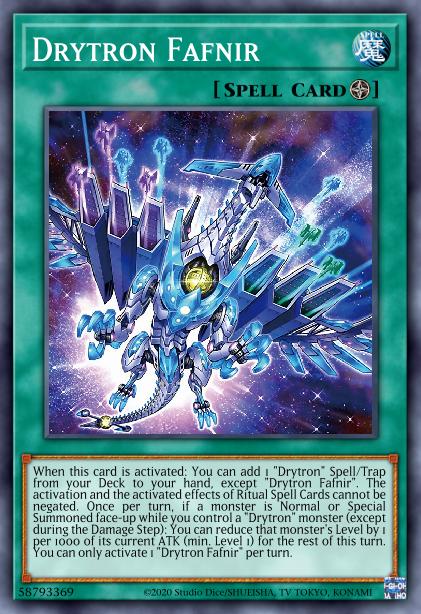 DRYTRON FAFNIR
SPELL
魔
[SPELL CARD]
When this card is activated: You can add 1 "Drytron" Spell/Trap
from your Deck to your hand, except "Drytron Fafnir". The
activation and the activated effects of Ritual Spell Cards cannot be
negated. Once per turn, if a monster is Normal or Special
Summoned face-up while you control a "Drytron" monster (except
during the Damage Step): You can reduce that monster's Level by 1
per 1000 of its current ATK (min. Level 1) for the rest of this turn.
You can only activate 1 "Drytron Fafnir" per turn.
58793369
©2020 Studio Dice/SHUEISHA, TV TOKYO, KONAMI